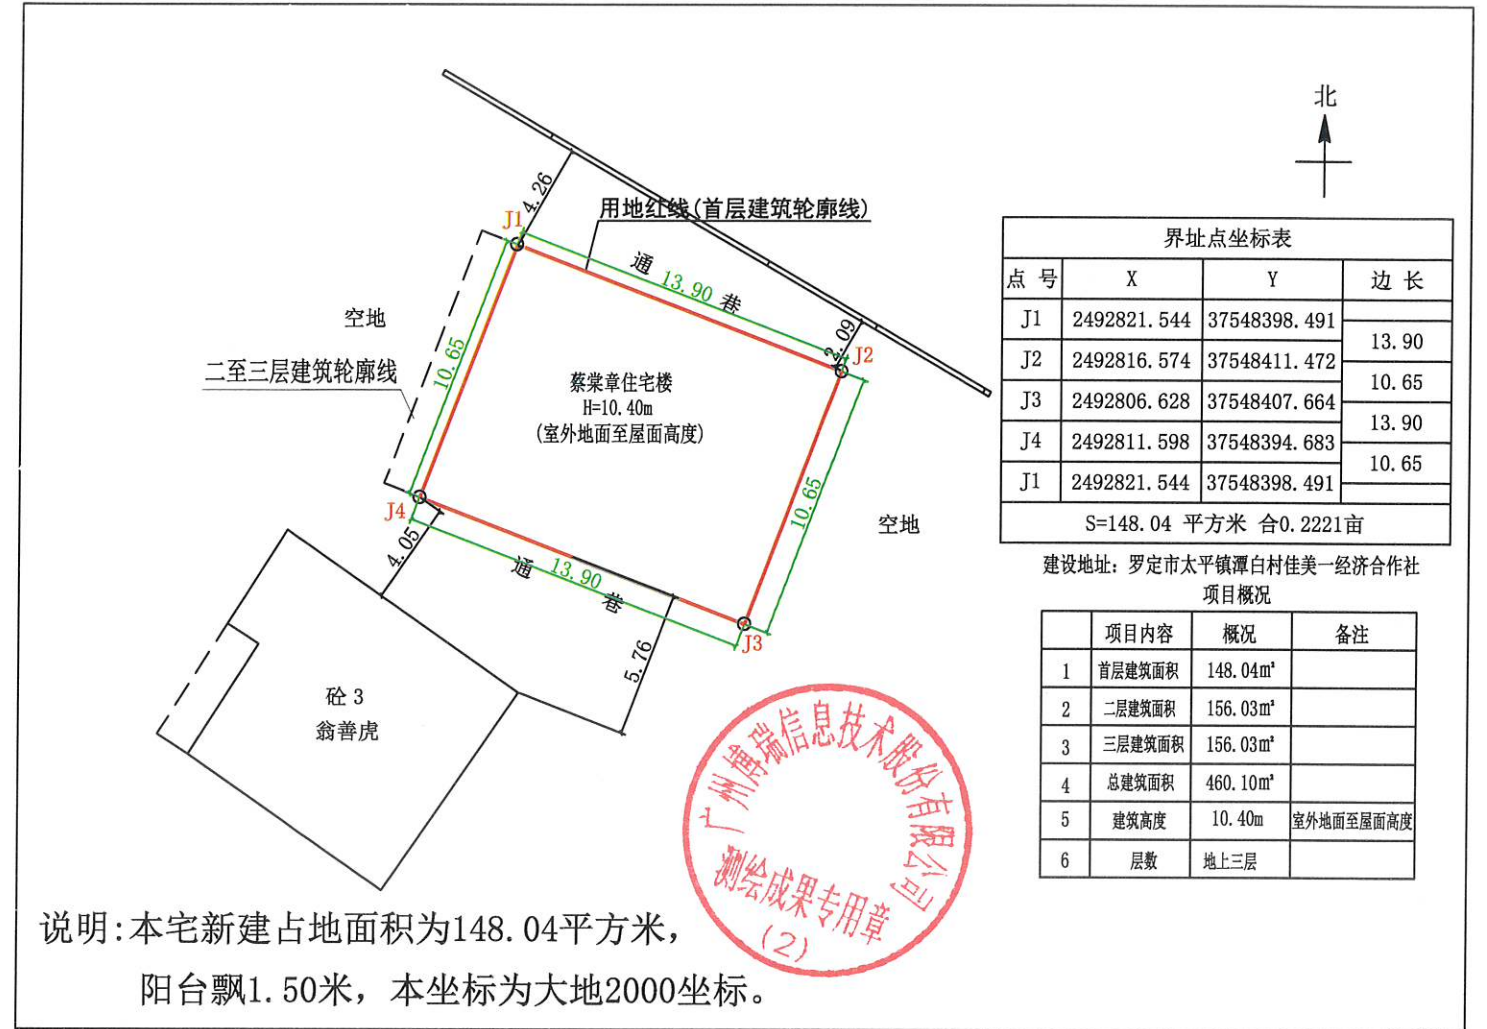 北
4.26
J1
用地红线(首层建筑轮廓线)
通 13.90 巷
空地
2.09
J2
10.65
二至三层建筑轮廓线
蔡棠章住宅楼
H=10.40m
(室外地面至屋面高度)
10.65
空地
J4
4.05
通 13.90 巷
J3
5.76
砼3
翁善虎
界址点坐标表
点 号 X Y 边 长
J1 2492821.544 37548398.491
13.90
J2 2492816.574 37548411.472
10.65
J3 2492806.628 37548407.664
13.90
J4 2492811.598 37548394.683
10.65
J1 2492821.544 37548398.491
S=148.04 平方米 合0.2221亩
建设地址：罗定市太平镇潭白村佳美一经济合作社
项目概况
项目内容 概况 备注
1 首层建筑面积 148.04m²
2 二层建筑面积 156.03m²
3 三层建筑面积 156.03m²
4 总建筑面积 460.10m²
5 建筑高度 10.40m 室外地面至屋面高度
6 层数 地上三层
广州博瑞信息技术股份有限公司
测绘成果专用章
(2)
说明:本宅新建占地面积为148.04平方米，
阳台飘1.50米，本坐标为大地2000坐标。